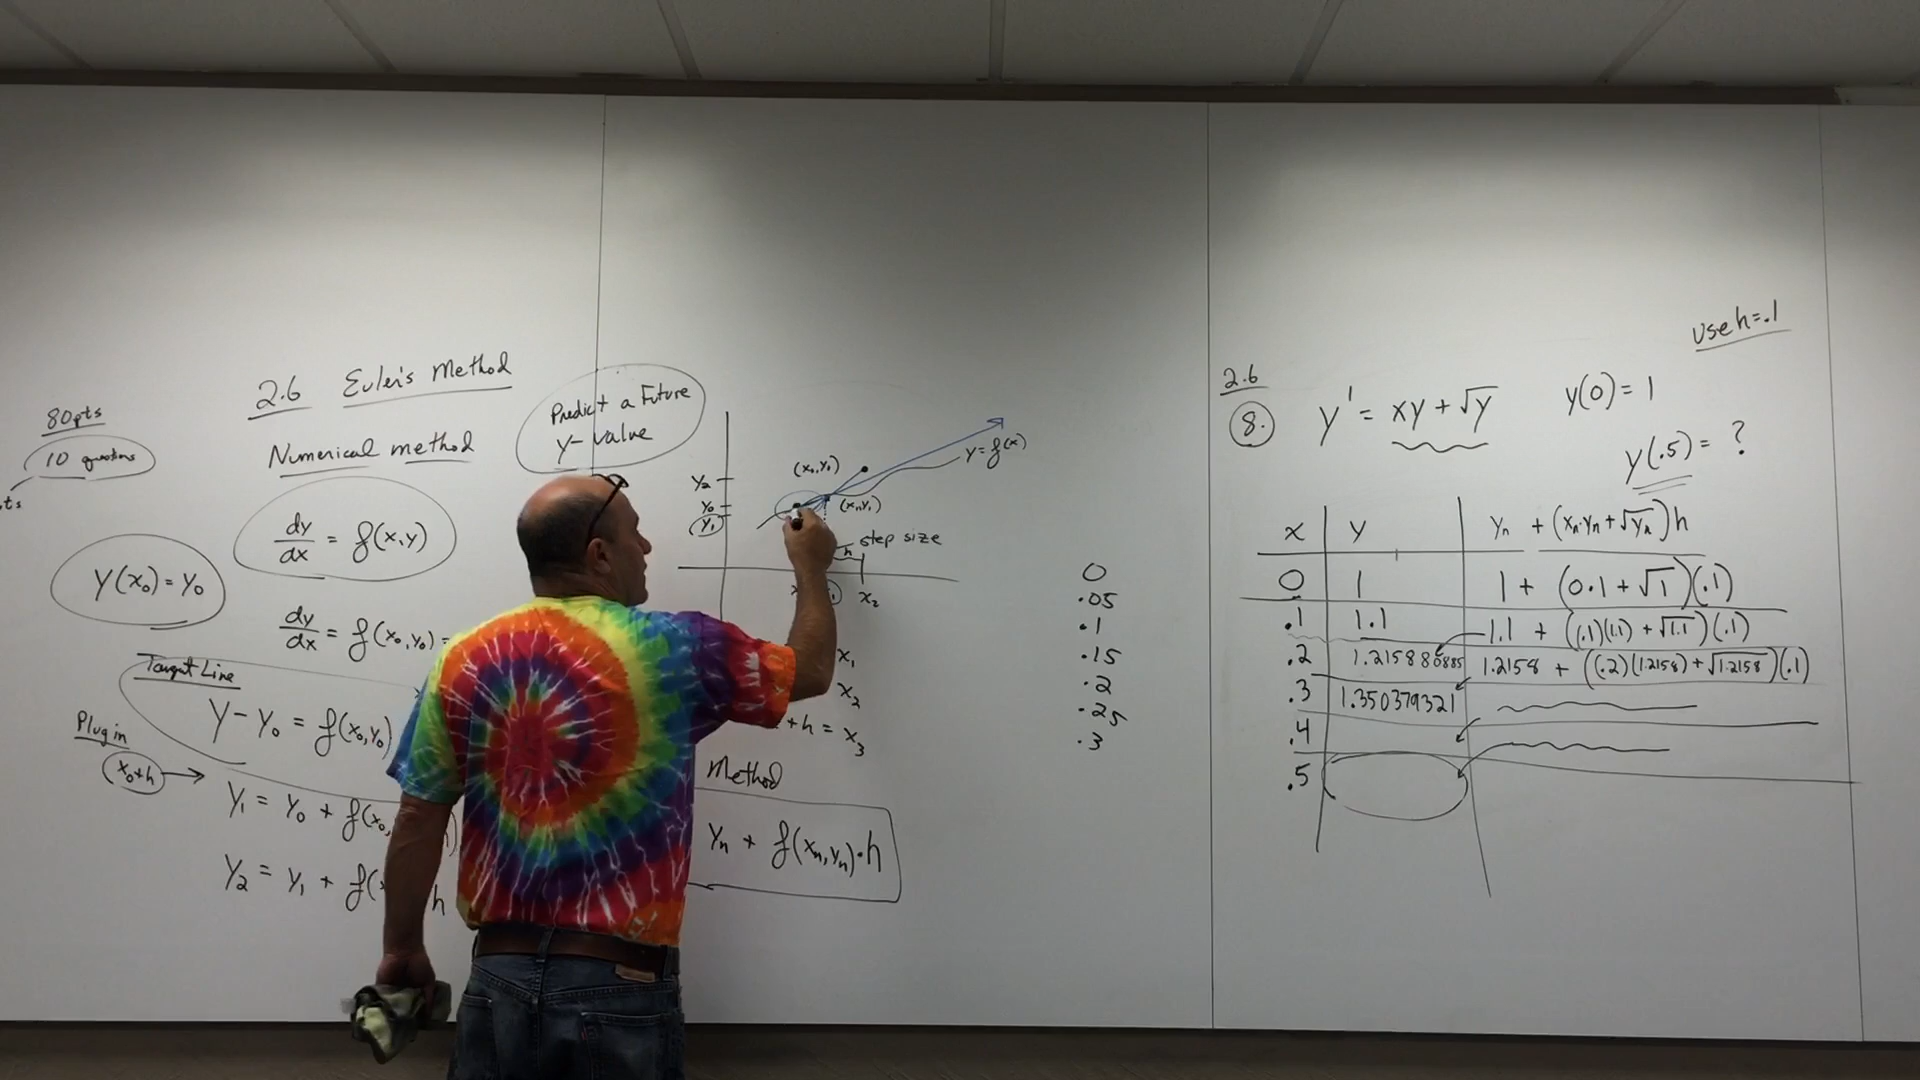 80pts
10 questions
ts
2.6 Euler's Method
Numerical method
dy/dx = f(x,y)
y(x₀) = y₀
dy/dx = f(x₀,y₀)
Tangent Line
y - y₀ = f(x₀,y₀)
Plug in
x₀+h →
y₁ = y₀ + f(x₀,
y₂ = y₁ + f(x h
Predict a Future
y-value
y₂
y₀
y₁
(x₀,y₀)
y = f(x)
step size
h
x₂
x₁
x₂
+h = x₃
Method
yₙ + f(xₙ,yₙ)·h
0
.05
.1
.15
.2
.25
.3
use h=.1
2.6
8. y' = xy + √y y(0) = 1
y(.5) = ?
x y yₙ + (xₙ·yₙ + √yₙ)h
0 1 1 + (0.1 + √1)(.1)
.1 1.1 1.1 + ((.1)(1.1) + √1.1)(.1)
.2 1.215880885 1.2158 + ((.2)(1.2158) + √1.2158)(.1)
.3 1.350379321
.4
.5